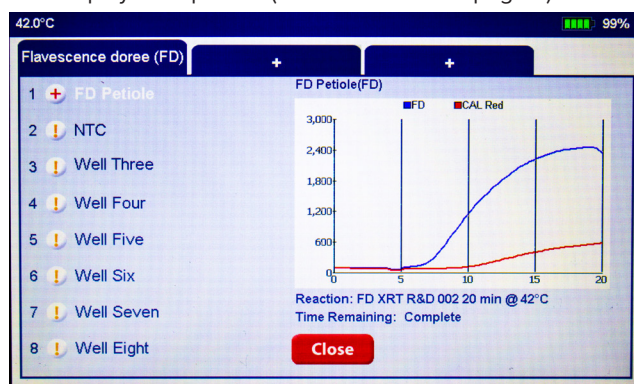 42.0°C 99%
Flavescence doree (FD) + +
1 + FD Petiole
2 ! NTC
3 ! Well Three
4 ! Well Four
5 ! Well Five
6 ! Well Six
7 ! Well Seven
8 ! Well Eight
FD Petiole(FD)
FD CAL Red
3,000
2,400
1,800
1,200
600
0
0 5 10 15 20
Reaction: FD XRT R&D 002 20 min @ 42°C
Time Remaining: Complete
Close